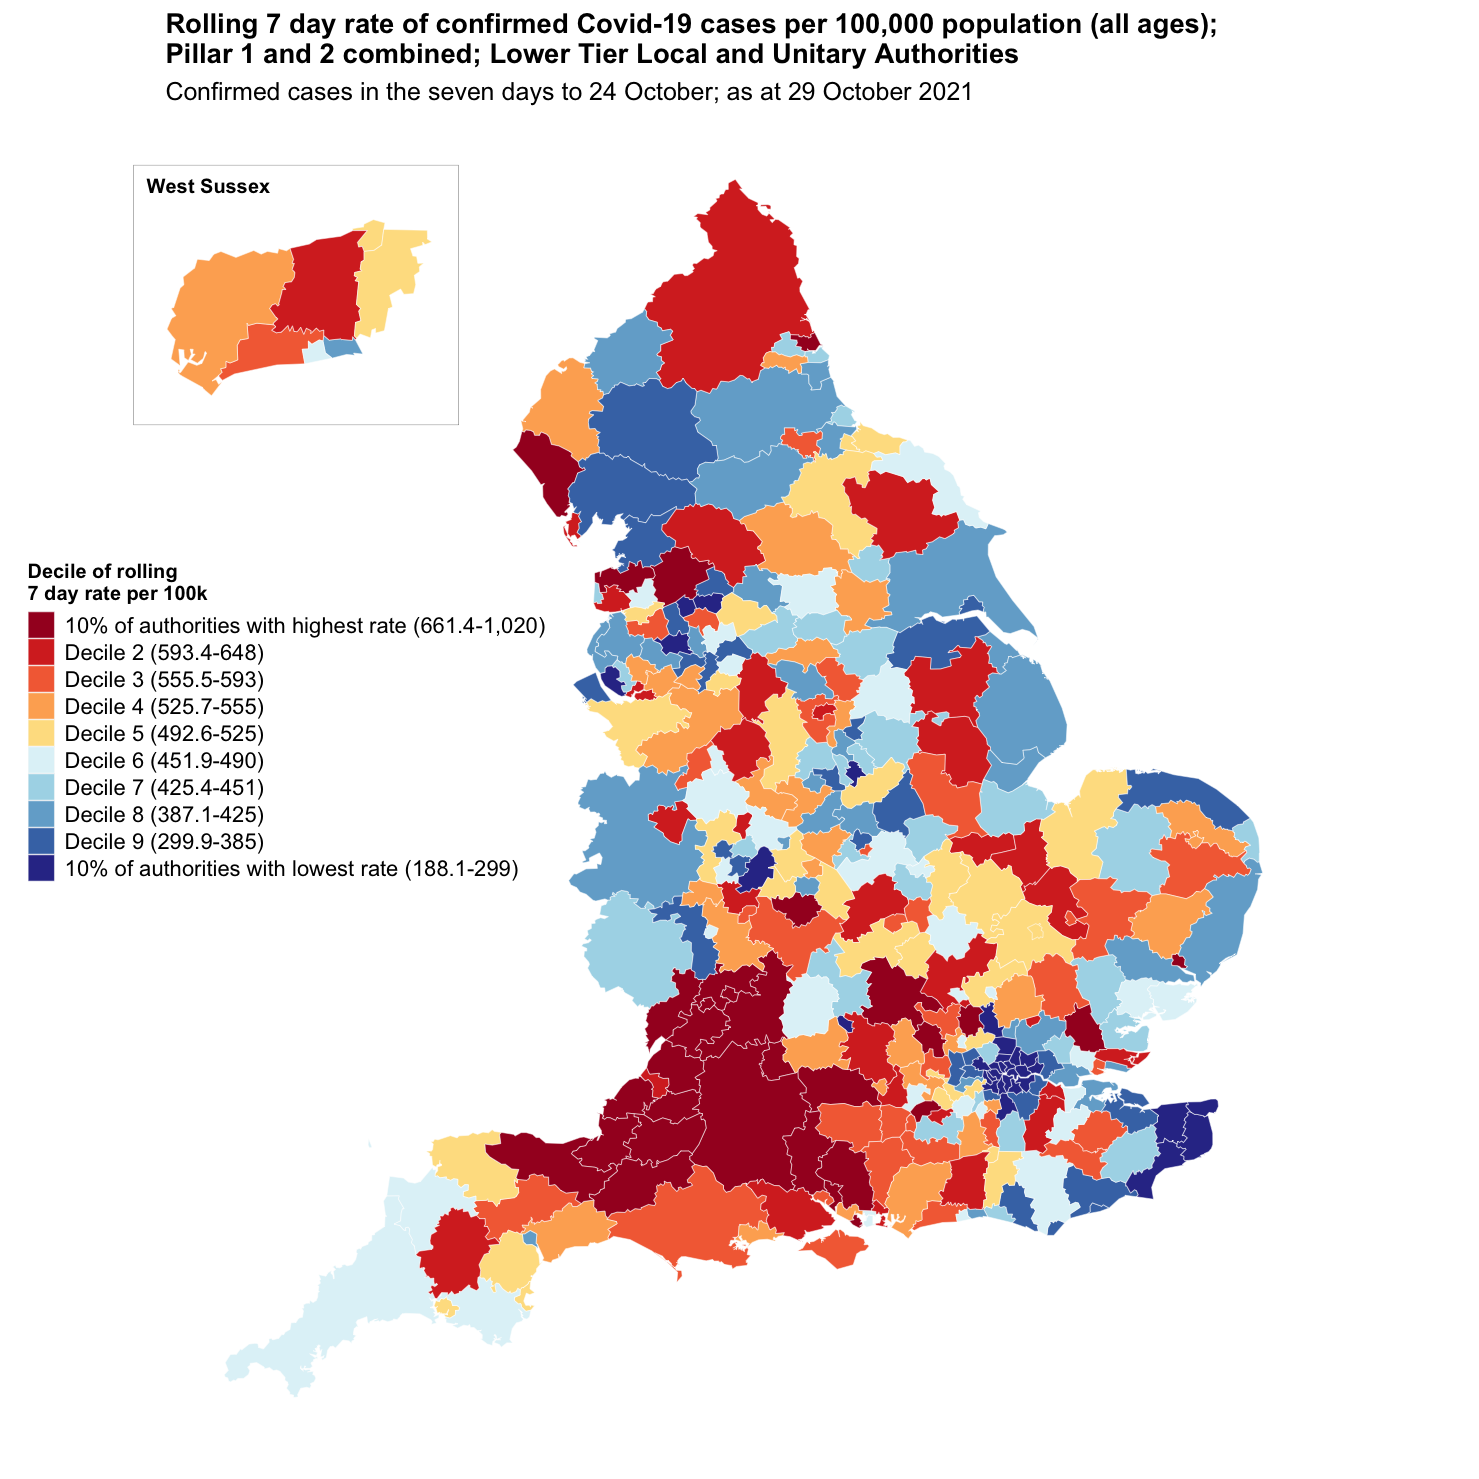 Rolling 7 day rate of confirmed Covid-19 cases per 100,000 population (all ages);
Pillar 1 and 2 combined; Lower Tier Local and Unitary Authorities
Confirmed cases in the seven days to 24 October; as at 29 October 2021
West Sussex
Decile of rolling
7 day rate per 100k
10% of authorities with highest rate (661.4-1,020)
Decile 2 (593.4-648)
Decile 3 (555.5-593)
Decile 4 (525.7-555)
Decile 5 (492.6-525)
Decile 6 (451.9-490)
Decile 7 (425.4-451)
Decile 8 (387.1-425)
Decile 9 (299.9-385)
10% of authorities with lowest rate (188.1-299)